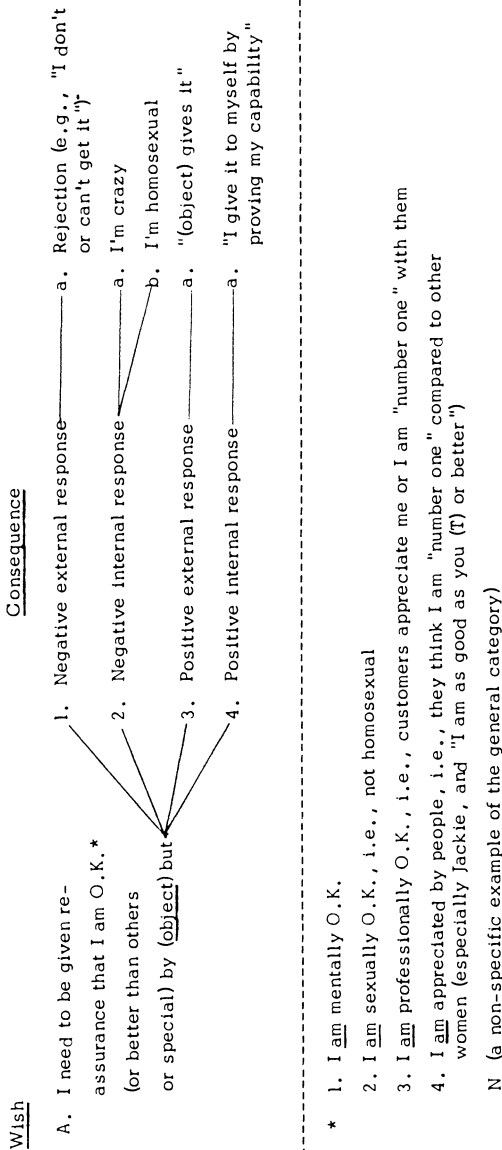 Wish
Consequence
A. I need to be given re-
assurance that I am O.K.*
(or better than others
or special) by (object) but
1. Negative external response
a. Rejection (e.g., "I don't
or can't get it")
2. Negative internal response
a. I'm crazy
b. I'm homosexual
3. Positive external response
a. "(object) gives it"
4. Positive internal response
a. "I give it to myself by
proving my capability"
* 1. I am mentally O.K.
2. I am sexually O.K., i.e., not homosexual
3. I am professionally O.K., i.e., customers appreciate me or I am "number one" with them
4. I am appreciated by people, i.e., they think I am "number one" compared to other
women (especially Jackie, and "I am as good as you (T) or better")
N (a non-specific example of the general category)